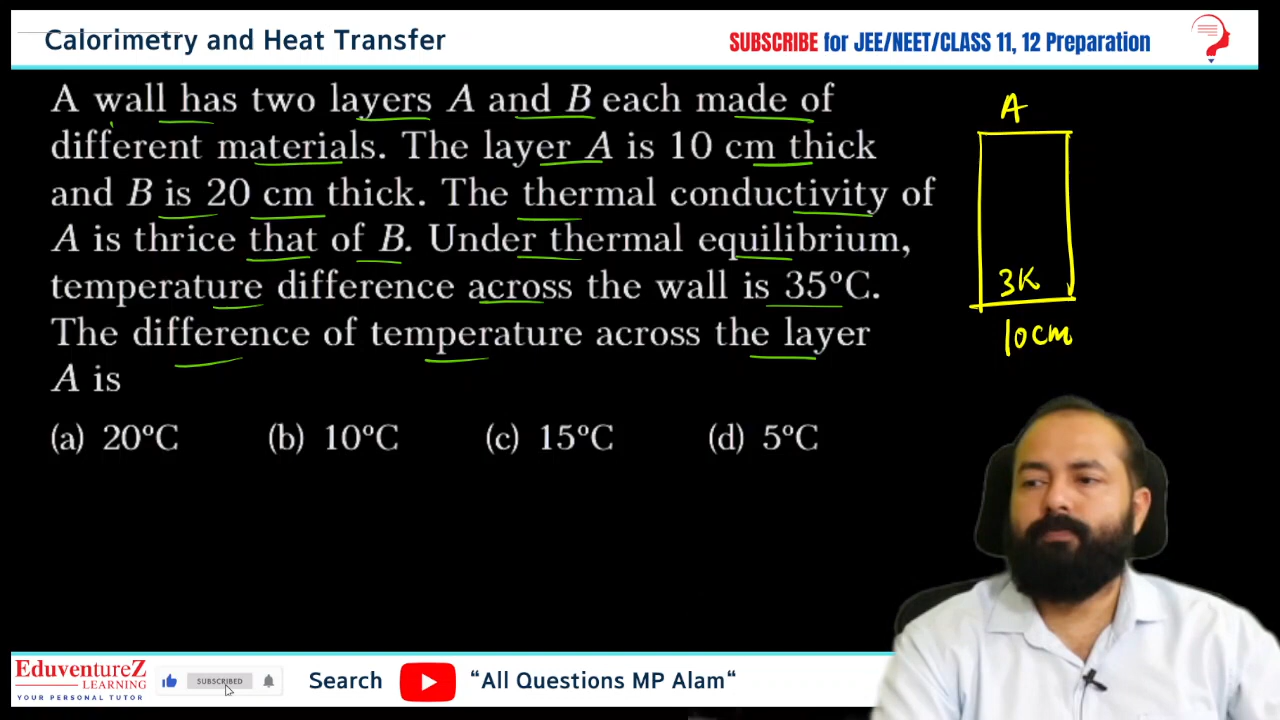 Calorimetry and Heat Transfer
SUBSCRIBE for JEE/NEET/CLASS 11, 12 Preparation
A wall has two layers A and B each made of
different materials. The layer A is 10 cm thick
and B is 20 cm thick. The thermal conductivity of
A is thrice that of B. Under thermal equilibrium,
temperature difference across the wall is 35°C.
The difference of temperature across the layer
A is
(a) 20°C (b) 10°C (c) 15°C (d) 5°C
A
3K
10cm
EduventureZ
LEARNING
YOUR PERSONAL TUTOR
SUBSCRIBED
Search
"All Questions MP Alam"